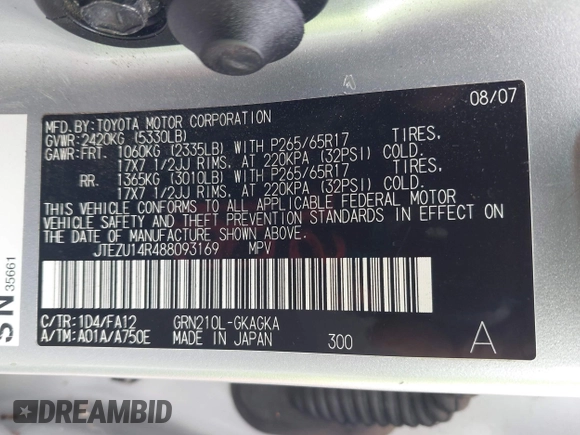 08/07
MFD.BY:TOYOTA MOTOR CORPORATION
GVWR:2420KG (5330LB)
GAWR:FRT. 1060KG (2335LB) WITH P265/65R17 TIRES,
17X7 1/2JJ RIMS, AT 220KPA (32PSI) COLD.
RR. 1365KG (3010LB) WITH P265/65R17 TIRES,
17X7 1/2JJ RIMS, AT 220KPA (32PSI) COLD.
THIS VEHICLE CONFORMS TO ALL APPLICABLE FEDERAL MOTOR
VEHICLE SAFETY AND THEFT PREVENTION STANDARDS IN EFFECT ON
THE DATE OF MANUFACTURE SHOWN ABOVE.
JTEZU14R488093169 MPV
C/TR:1D4/FA12 GRN210L-GKAGKA
A/TM:A01A/A750E MADE IN JAPAN 300 A
SN 35661
DREAMBID